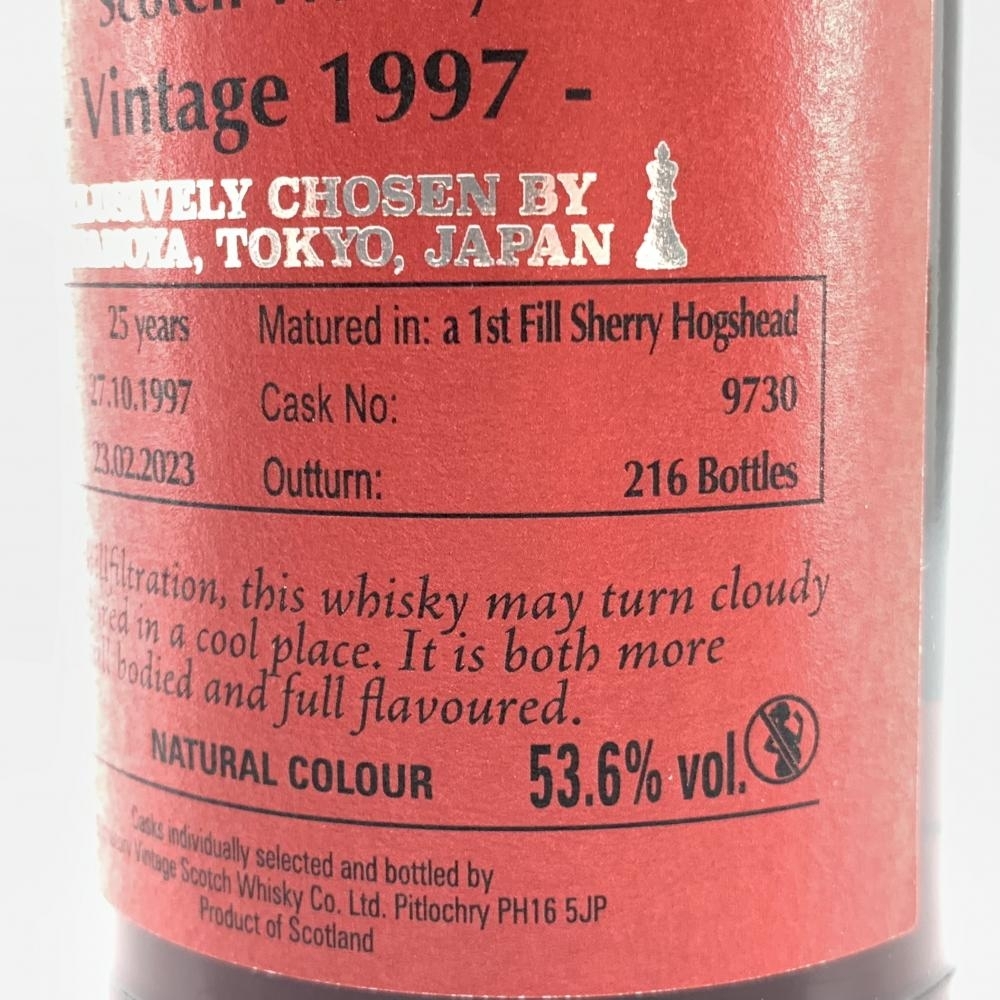 Vintage 1997 -
CHOSEN BY
TOKYO, JAPAN
25 years Matured in: a 1st Fill Sherry Hogshead
27.10.1997 Cask No: 9730
23.02.2023 Outturn: 216 Bottles
this whisky may turn cloudy
in a cool place. It is both more
bodied and full flavoured.
NATURAL COLOUR 53.6% vol.
Casks individually selected and bottled by
Vintage Scotch Whisky Co. Ltd. Pitlochry PH16 5JP
Product of Scotland